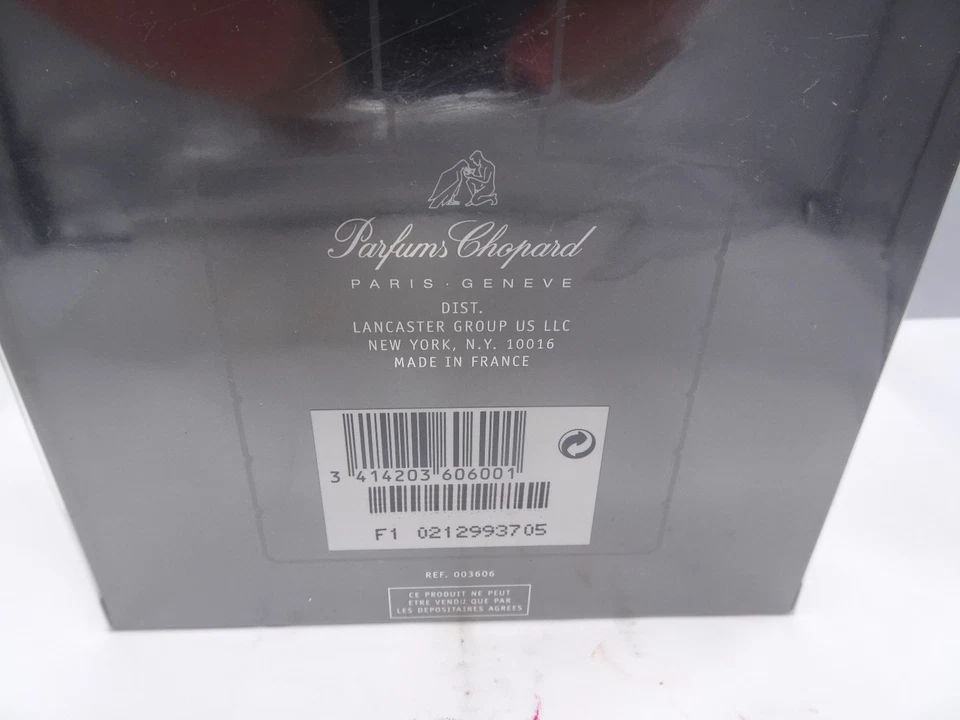 Parfums Chopard
PARIS · GENEVE
DIST.
LANCASTER GROUP US LLC
NEW YORK, N.Y. 10016
MADE IN FRANCE
3 414203 606001
F1 0212993705
REF. 003606
CE PRODUIT NE PEUT
ETRE VENDU QUE PAR
LES DEPOSITAIRES AGREES